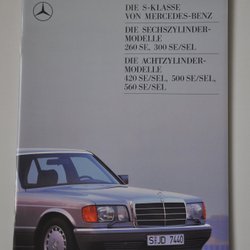 DIE S-KLASSE
VON MERCEDES-BENZ
DIE SECHSZYLINDER-
MODELLE
260 SE, 300 SE/SEL
DIE ACHTZYLINDER-
MODELLE
420 SE/SEL, 500 SE/SEL,
560 SE/SEL
S·JD 7440